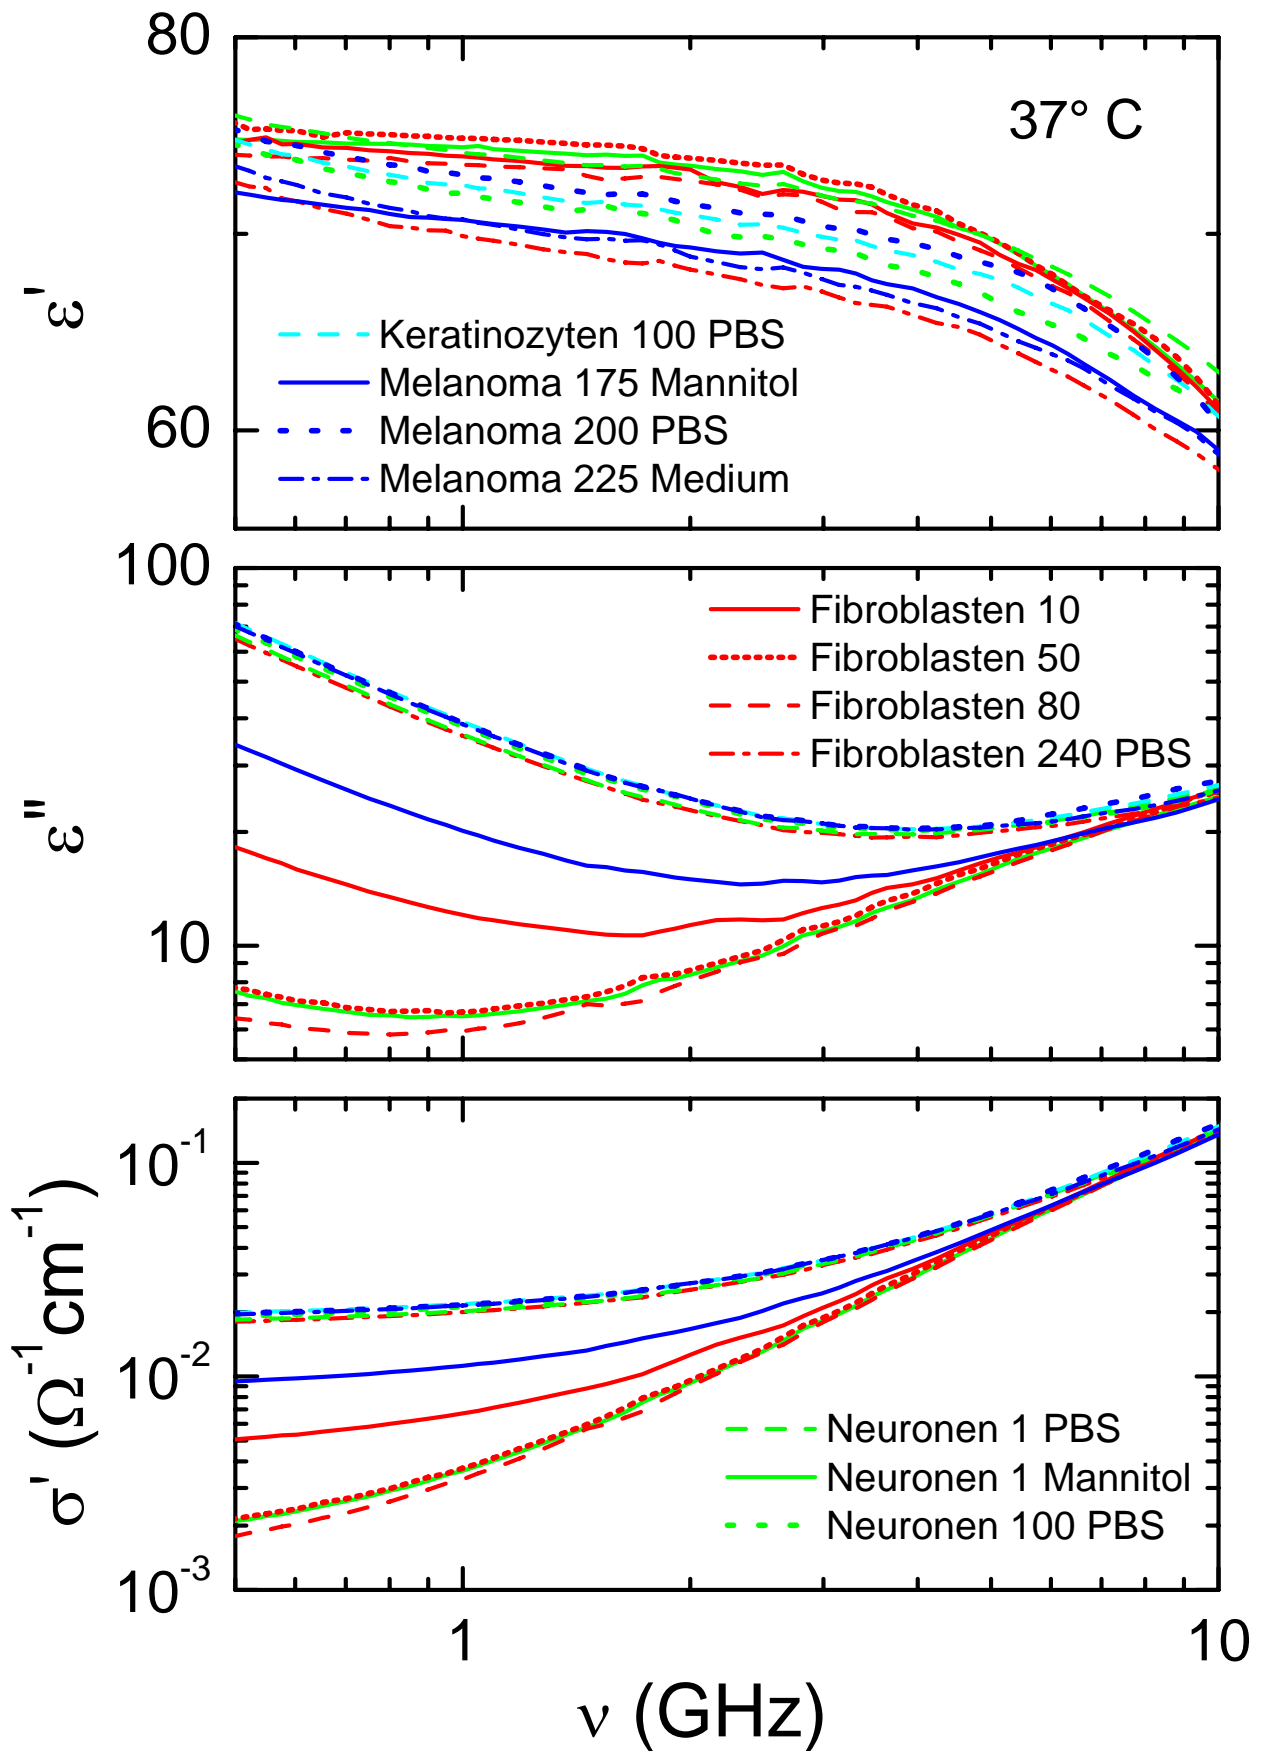 80
37° C
ε'
Keratinozyten 100 PBS
Melanoma 175 Mannitol
60
Melanoma 200 PBS
Melanoma 225 Medium
100
Fibroblasten 10
Fibroblasten 50
Fibroblasten 80
Fibroblasten 240 PBS
ε"
10
10⁻¹
σ' (Ω⁻¹cm⁻¹)
10⁻²
Neuronen 1 PBS
Neuronen 1 Mannitol
Neuronen 100 PBS
10⁻³
1 10
ν (GHz)